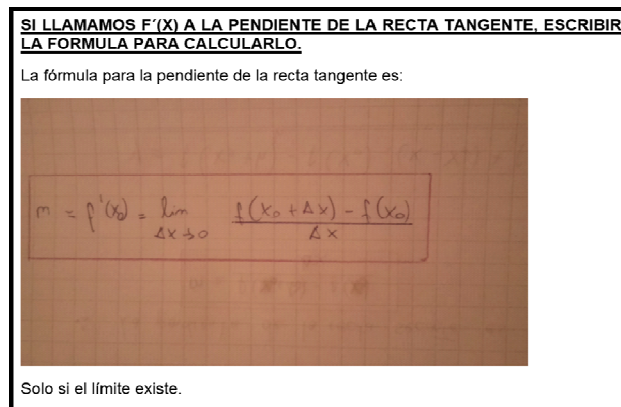 SI LLAMAMOS F´(X) A LA PENDIENTE DE LA RECTA TANGENTE, ESCRIBIR
LA FORMULA PARA CALCULARLO.
La fórmula para la pendiente de la recta tangente es:
m = f'(x₀) = lim Δx→0 f(x₀ + Δx) - f(x₀) / Δx
Solo si el límite existe.